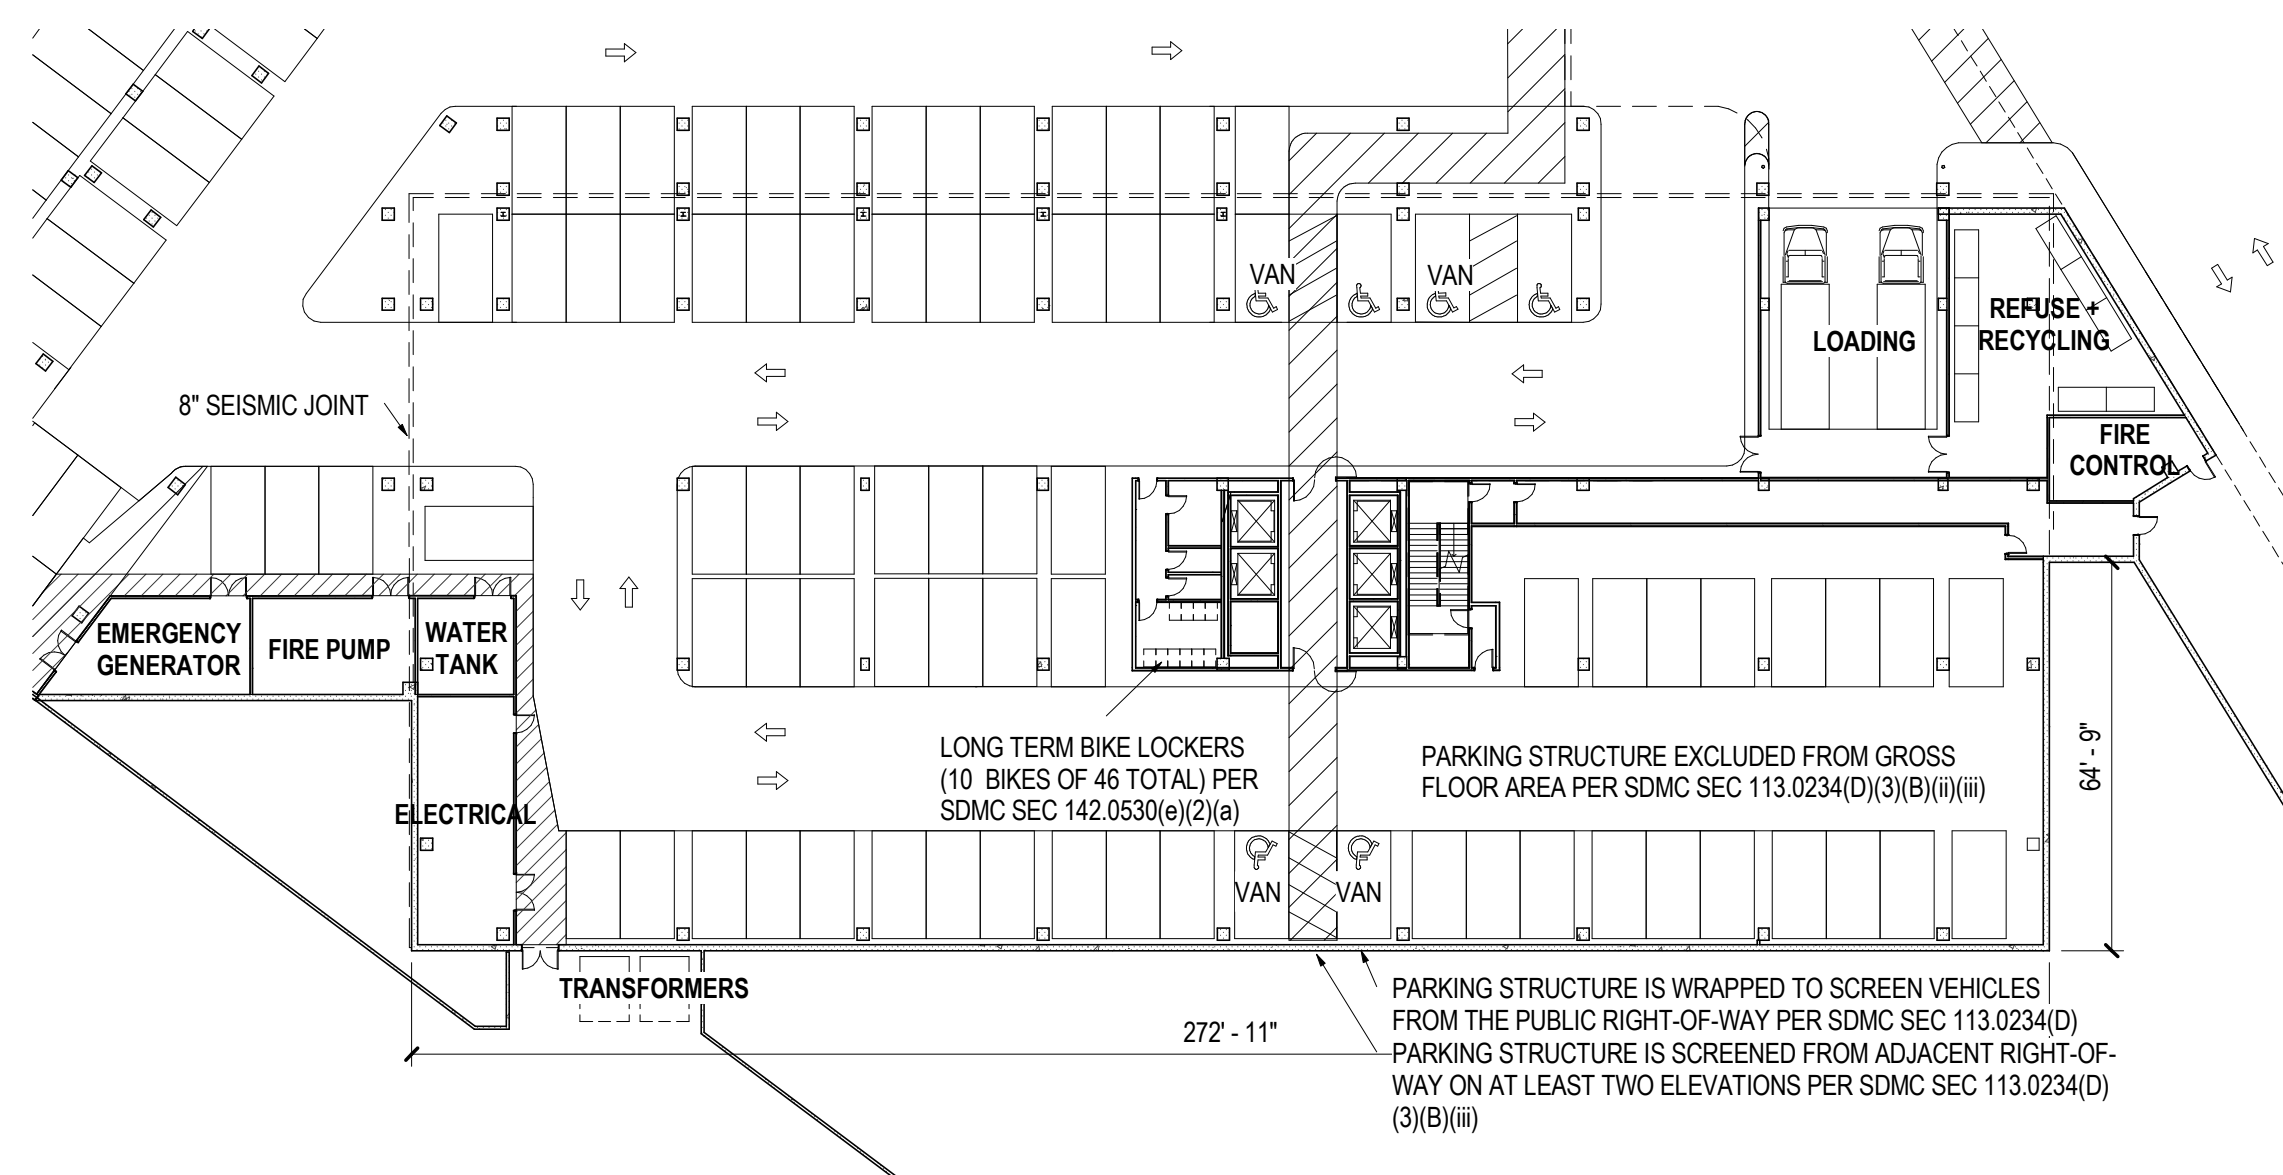 VAN
VAN
REFUSE +
RECYCLING
LOADING
8" SEISMIC JOINT
FIRE
CONTROL
EMERGENCY
GENERATOR
FIRE PUMP
WATER
TANK
ELECTRICAL
LONG TERM BIKE LOCKERS
(10 BIKES OF 46 TOTAL) PER
SDMC SEC 142.0530(e)(2)(a)
PARKING STRUCTURE EXCLUDED FROM GROSS
FLOOR AREA PER SDMC SEC 113.0234(D)(3)(B)(ii)(iii)
64' - 9"
VAN
VAN
TRANSFORMERS
272' - 11"
PARKING STRUCTURE IS WRAPPED TO SCREEN VEHICLES
FROM THE PUBLIC RIGHT-OF-WAY PER SDMC SEC 113.0234(D)
PARKING STRUCTURE IS SCREENED FROM ADJACENT RIGHT-OF-
WAY ON AT LEAST TWO ELEVATIONS PER SDMC SEC 113.0234(D)
(3)(B)(iii)